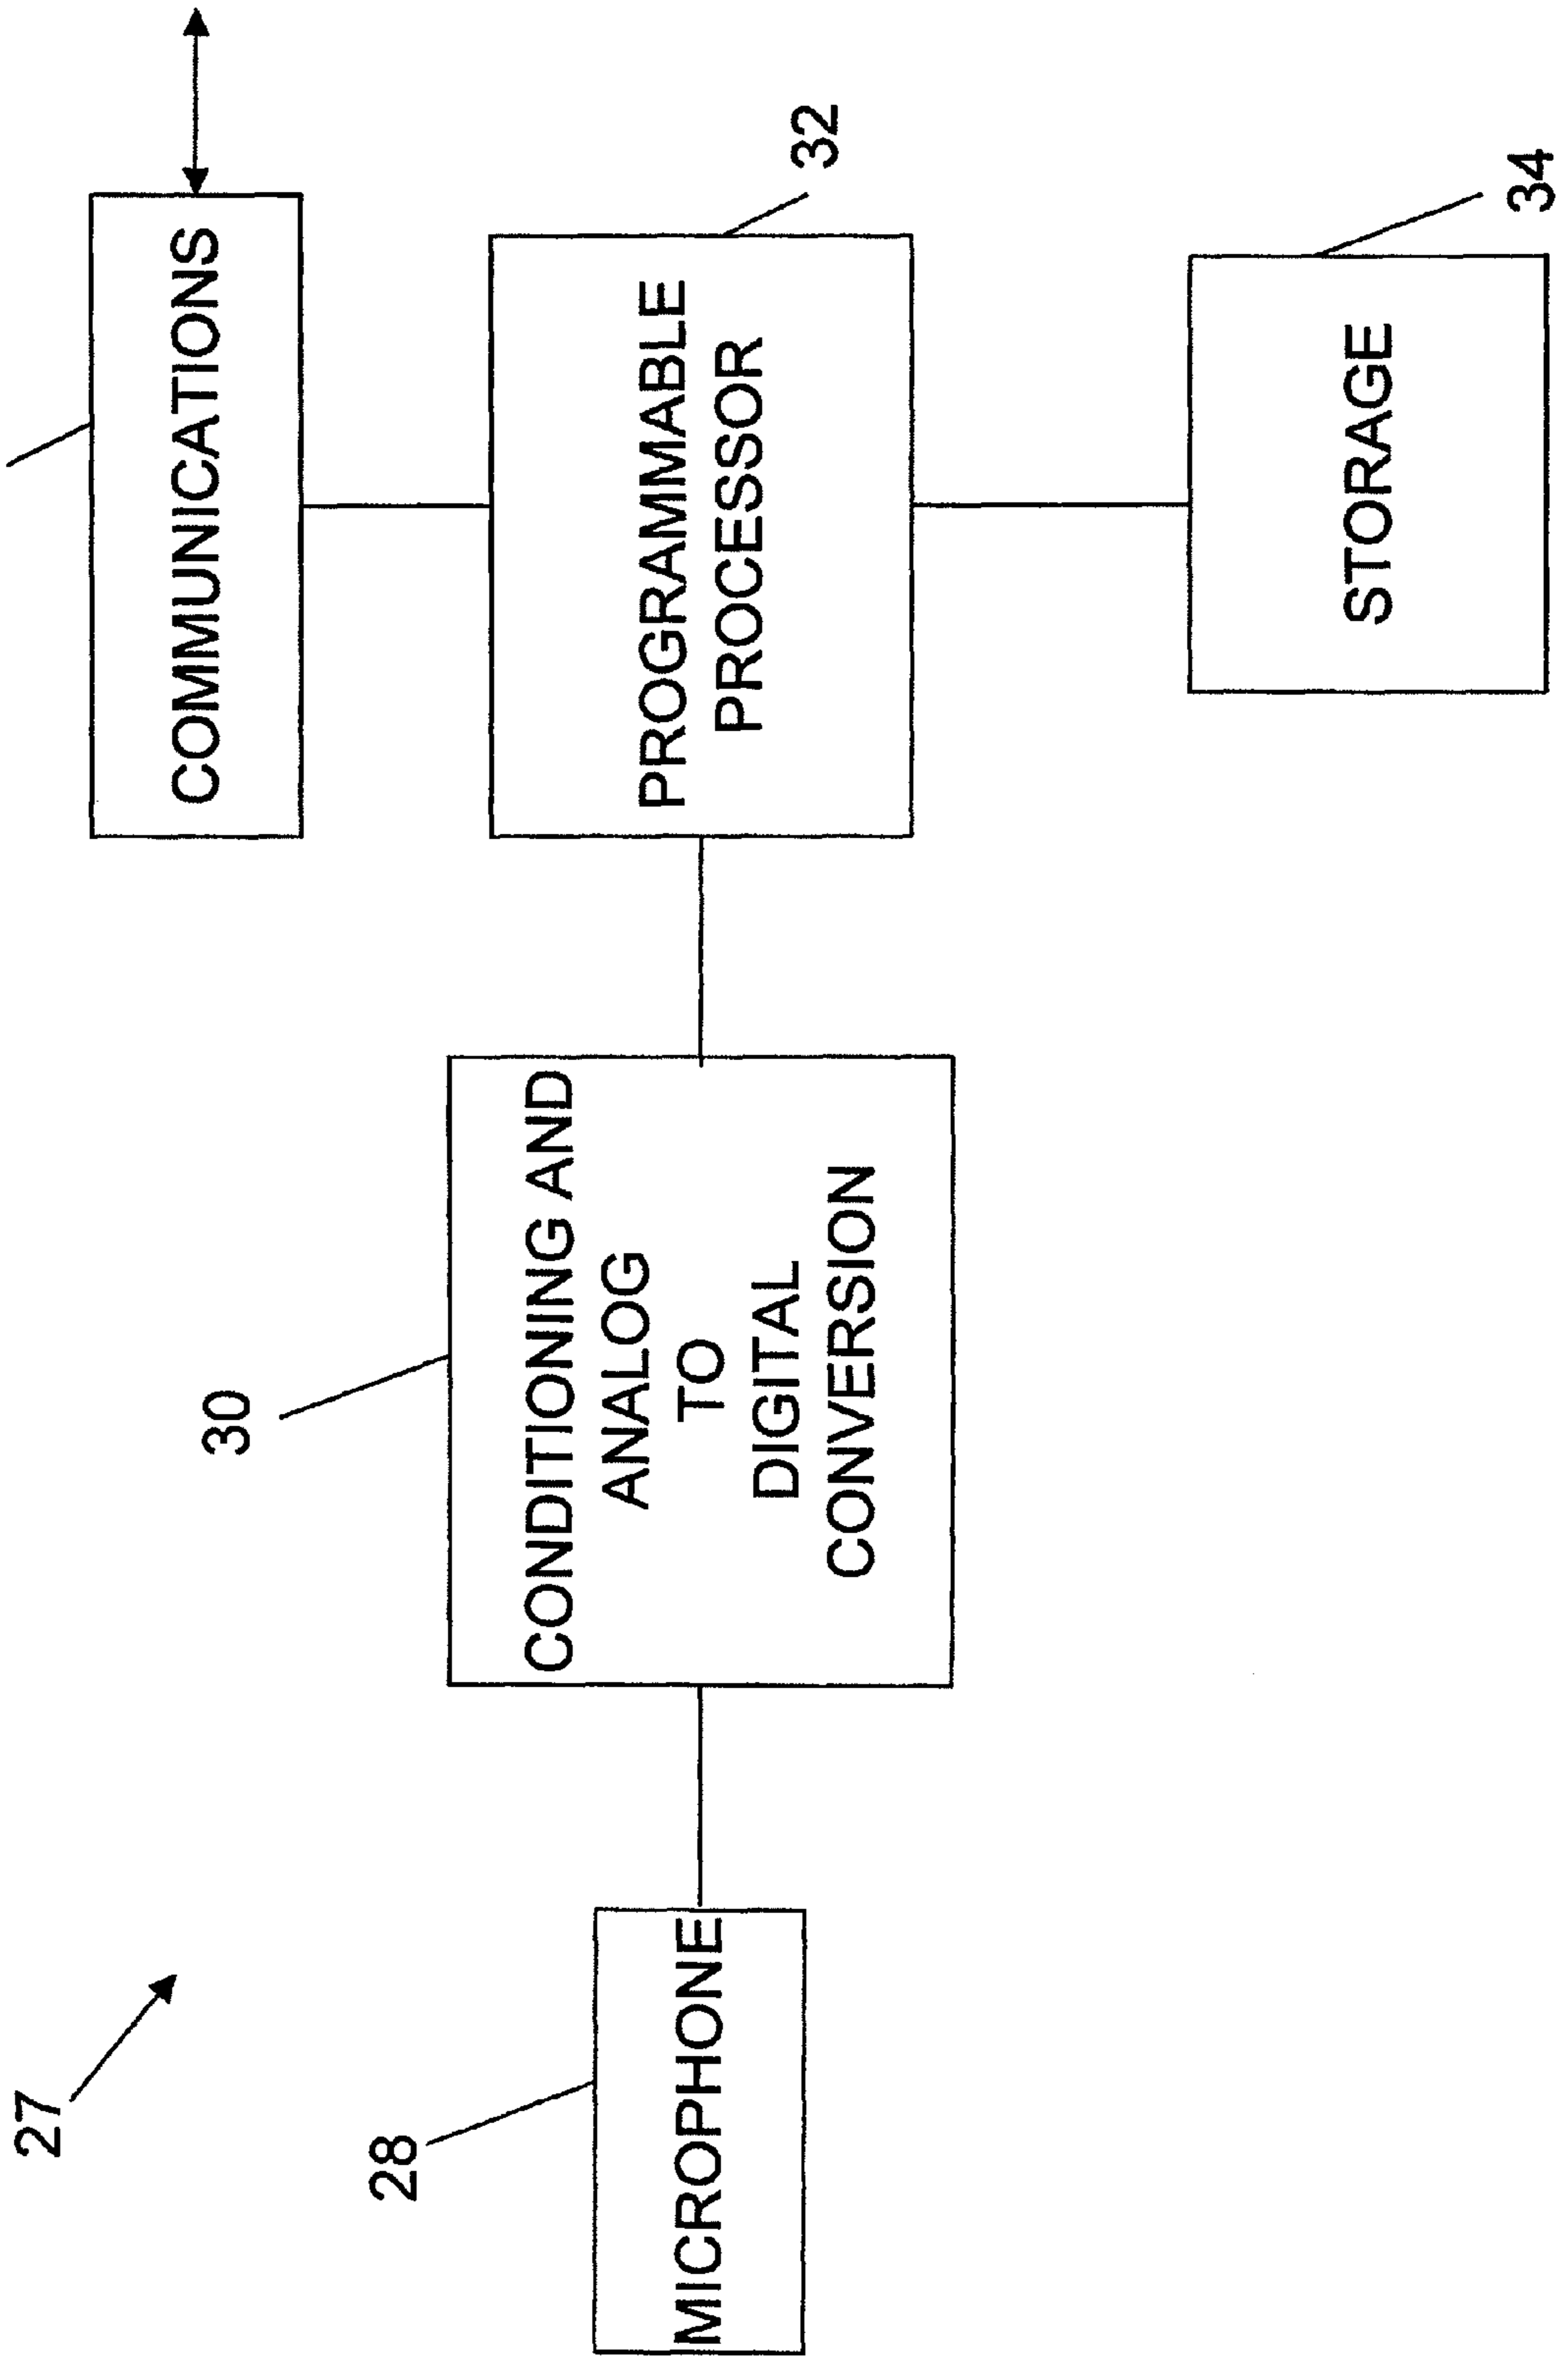 27
28
MICROPHONE
30
CONDITIONING AND
ANALOG
TO
DIGITAL
CONVERSION
COMMUNICATIONS
PROGRAMMABLE
PROCESSOR
32
STORAGE
34